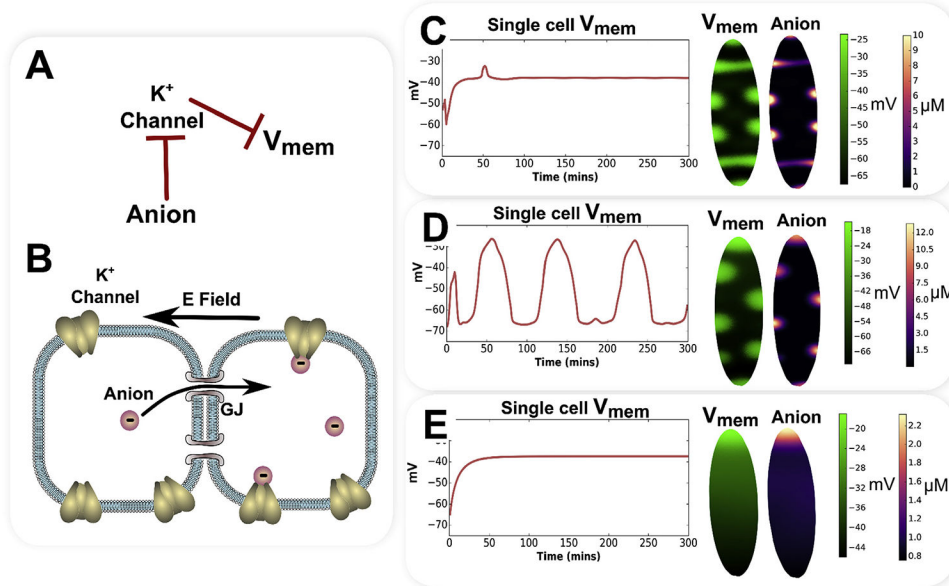 A
K+
Channel
Vmem
Anion
B
K+
Channel
E Field
Anion
GJ
-
-
-
-
C
Single cell Vmem
mV
−30
−40
−50
−60
−70
0
50
100
150
200
250
300
Time (mins)
Vmem
Anion
−25
−30
−35
−40
−45
−50
−55
−60
−65
mV
10
9
8
7
6
5
4
3
2
1
0
μM
D
Single cell Vmem
mV
−30
−40
−50
−60
−70
0
50
100
150
200
250
300
Time (mins)
Vmem
Anion
−18
−24
−30
−36
−42
−48
−54
−60
−66
mV
12.0
10.5
9.0
7.5
6.0
4.5
3.0
1.5
μM
E
Single cell Vmem
mV
−40
−50
−60
−70
0
50
100
150
200
250
300
Time (mins)
Vmem
Anion
−20
−24
−28
−32
−36
−40
−44
mV
2.2
2.0
1.8
1.6
1.4
1.2
1.0
0.8
μM